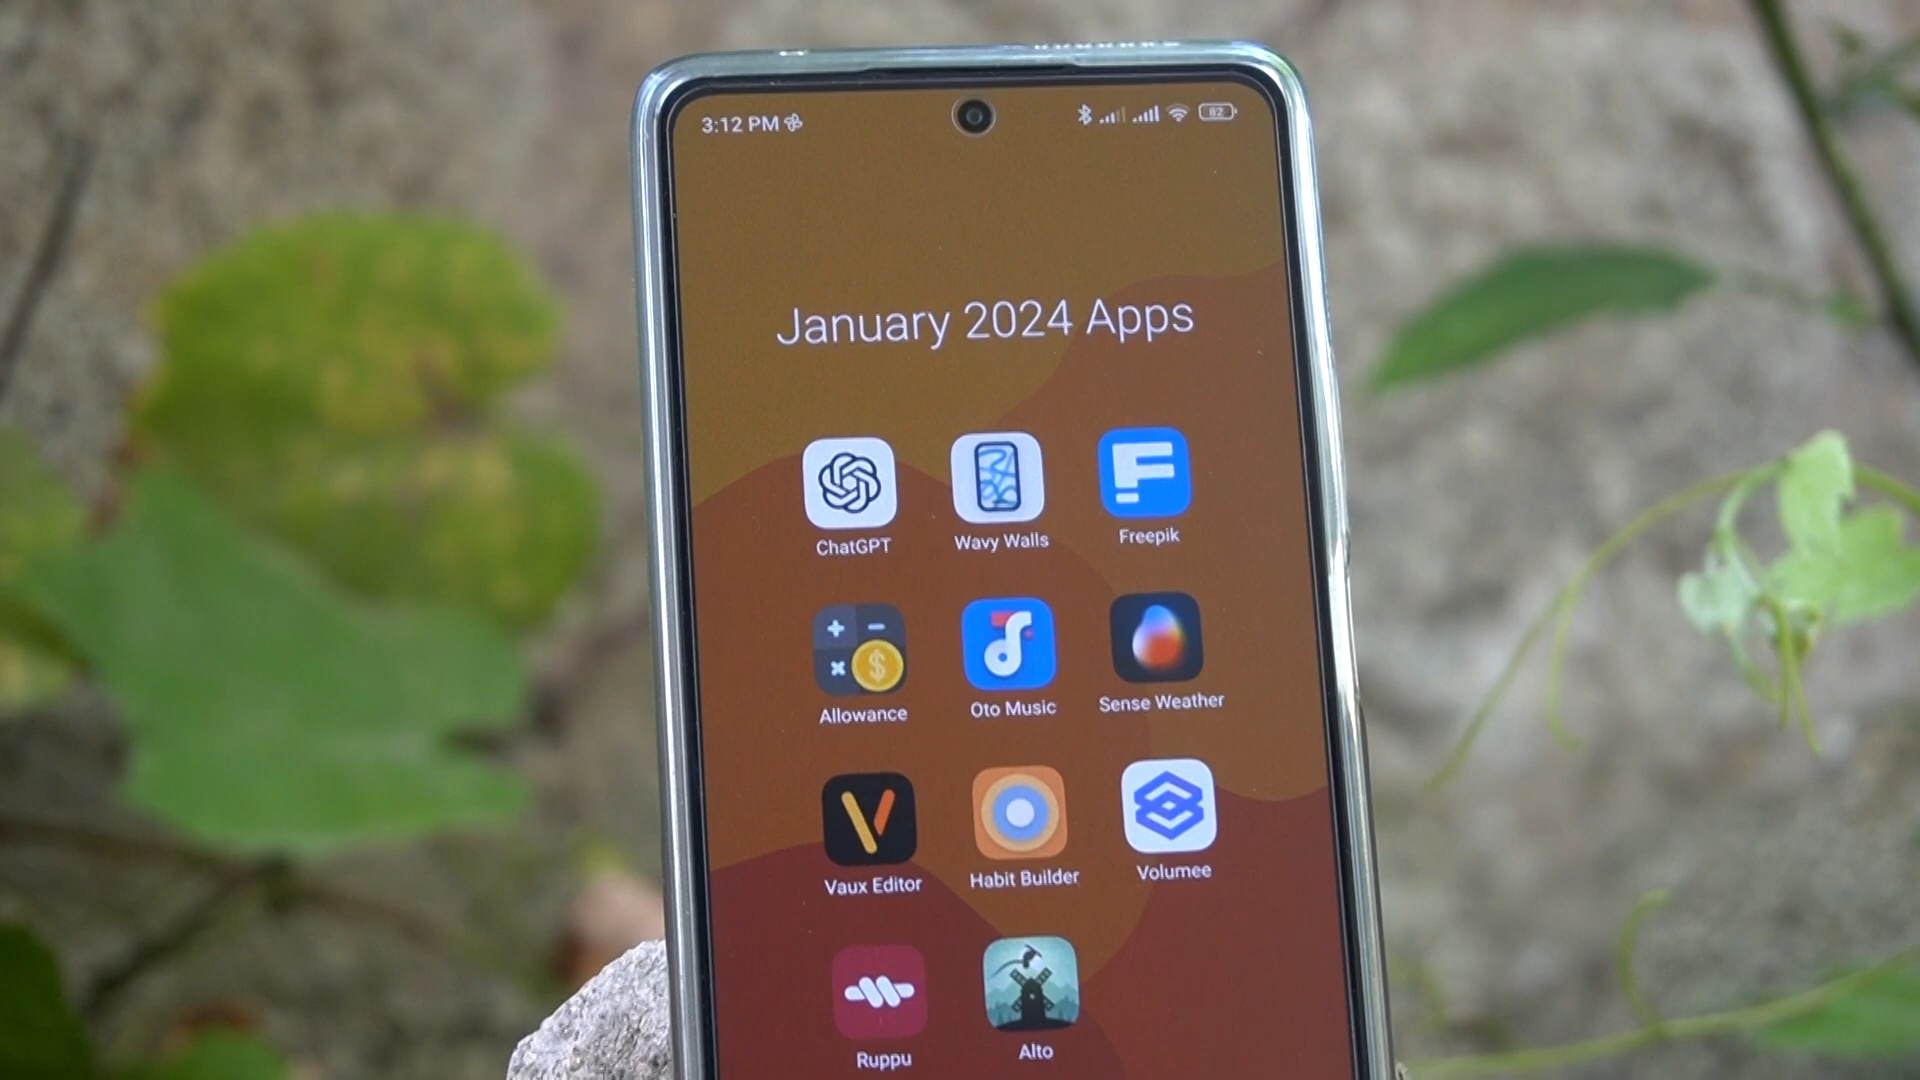 3:12 PM
82
January 2024 Apps
ChatGPT
Wavy Walls
Freepik
Allowance
Oto Music
Sense Weather
Vaux Editor
Habit Builder
Volumee
Ruppu
Alto